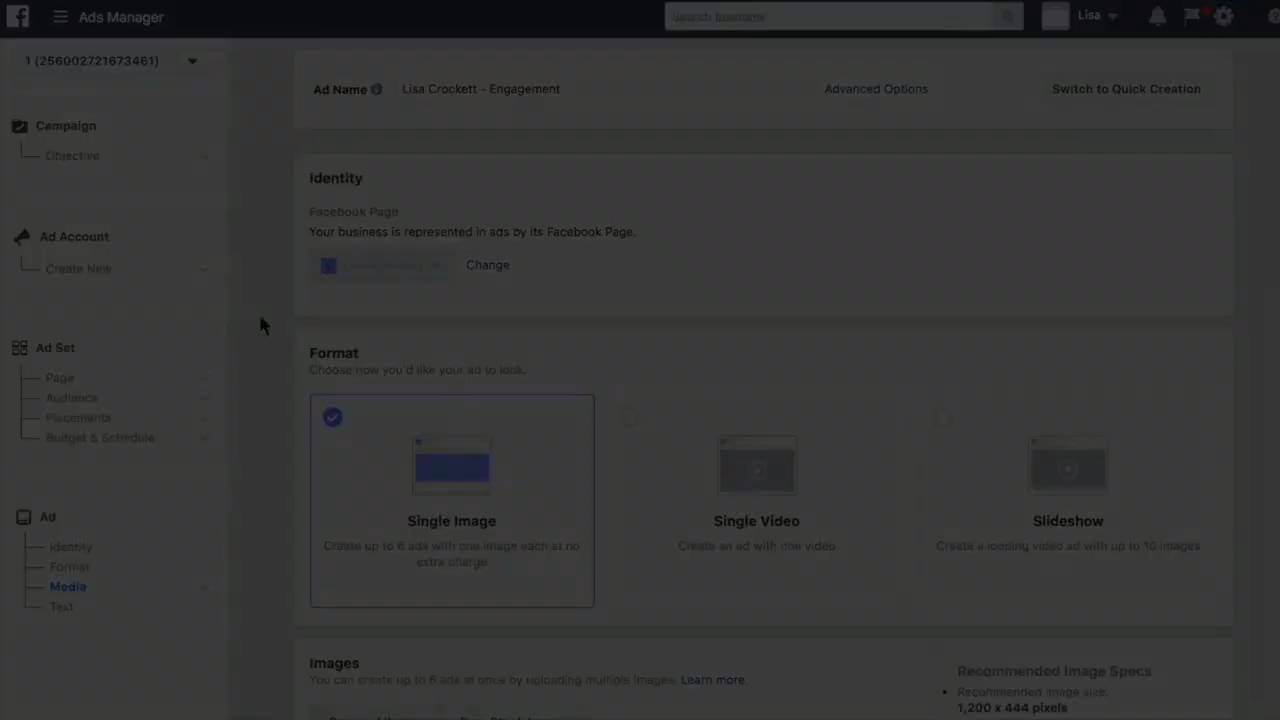 Ads Manager
Search business
Lisa
1 (256002721673461)
Ad Name
Lisa Crockett - Engagement
Advanced Options
Switch to Quick Creation
Campaign
Objective
Identity
Facebook Page
Your business is represented in ads by its Facebook Page.
Ad Account
Create New
Change
Ad Set
Page
Audience
Placements
Budget & Schedule
Format
Choose how you'd like your ad to look.
Single Image
Create up to 6 ads with one image each at no
extra charge
Single Video
Create an ad with one video
Slideshow
Create a looping video ad with up to 10 images
Ad
Identity
Format
Media
Text
Images
You can create up to 6 ads at once by uploading multiple images. Learn more.
Recommended Image Specs
• Recommended image size:
1,200 x 444 pixels